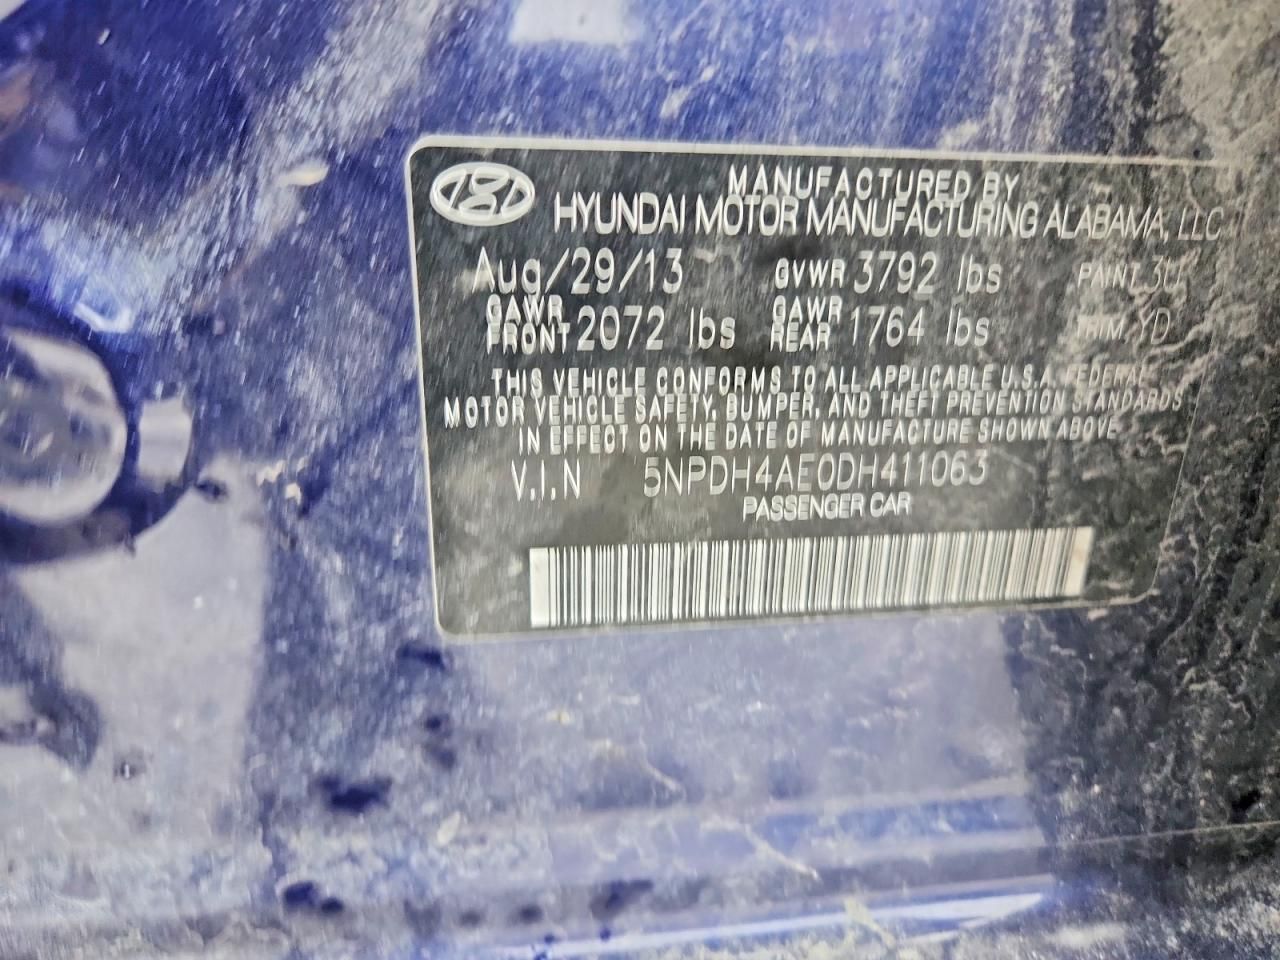 MANUFACTURED BY
HYUNDAI MOTOR MANUFACTURING ALABAMA, LLC
Aug/29/13 GVWR 3792 lbs PAINT 3U
GAWR FRONT 2072 lbs GAWR REAR 1764 lbs TRIM YD
THIS VEHICLE CONFORMS TO ALL APPLICABLE U.S.A. FEDERAL
MOTOR VEHICLE SAFETY, BUMPER, AND THEFT PREVENTION STANDARDS
IN EFFECT ON THE DATE OF MANUFACTURE SHOWN ABOVE
V.I.N 5NPDH4AE0DH411063
PASSENGER CAR